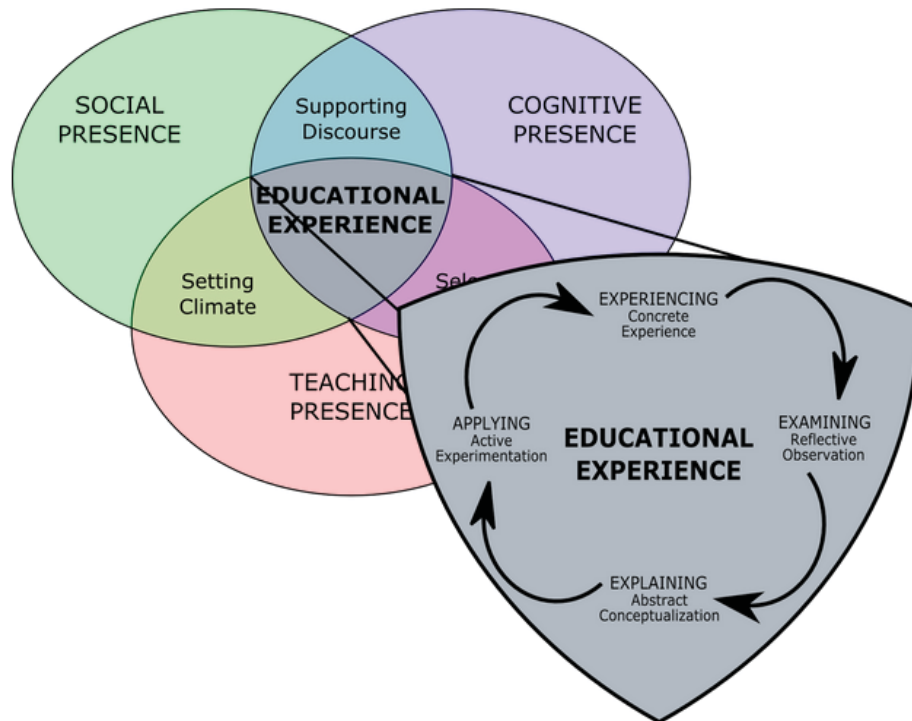 SOCIAL
PRESENCE
Supporting
Discourse
COGNITIVE
PRESENCE
EDUCATIONAL
EXPERIENCE
Setting
Climate
TEACHING
PRESENCE
EXPERIENCING
Concrete
Experience
EXAMINING
Reflective
Observation
EXPLAINING
Abstract
Conceptualization
APPLYING
Active
Experimentation
EDUCATIONAL
EXPERIENCE